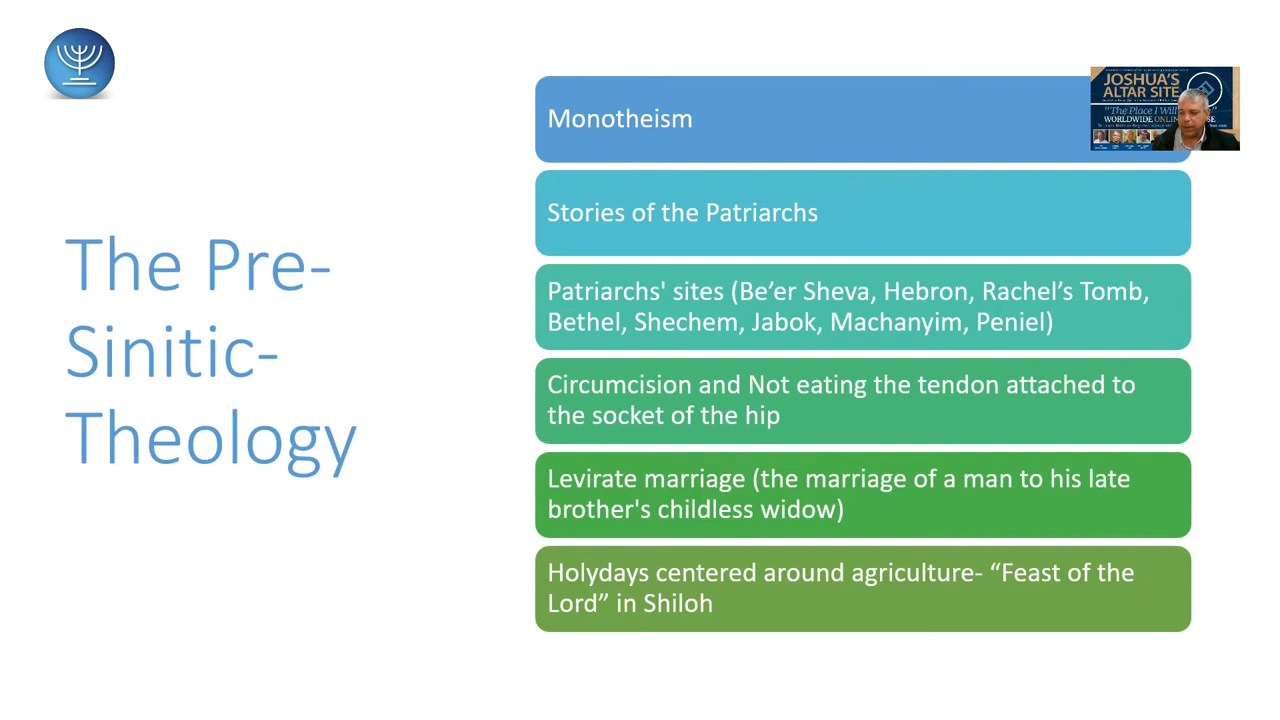 The Pre-
Sinitic-
Theology
Monotheism
Stories of the Patriarchs
Patriarchs' sites (Be’er Sheva, Hebron, Rachel’s Tomb,
Bethel, Shechem, Jabok, Machanyim, Peniel)
Circumcision and Not eating the tendon attached to
the socket of the hip
Levirate marriage (the marriage of a man to his late
brother's childless widow)
Holydays centered around agriculture- “Feast of the
Lord” in Shiloh
JOSHUA'S
ALTAR SITE
"The Place I
WORLDWIDE